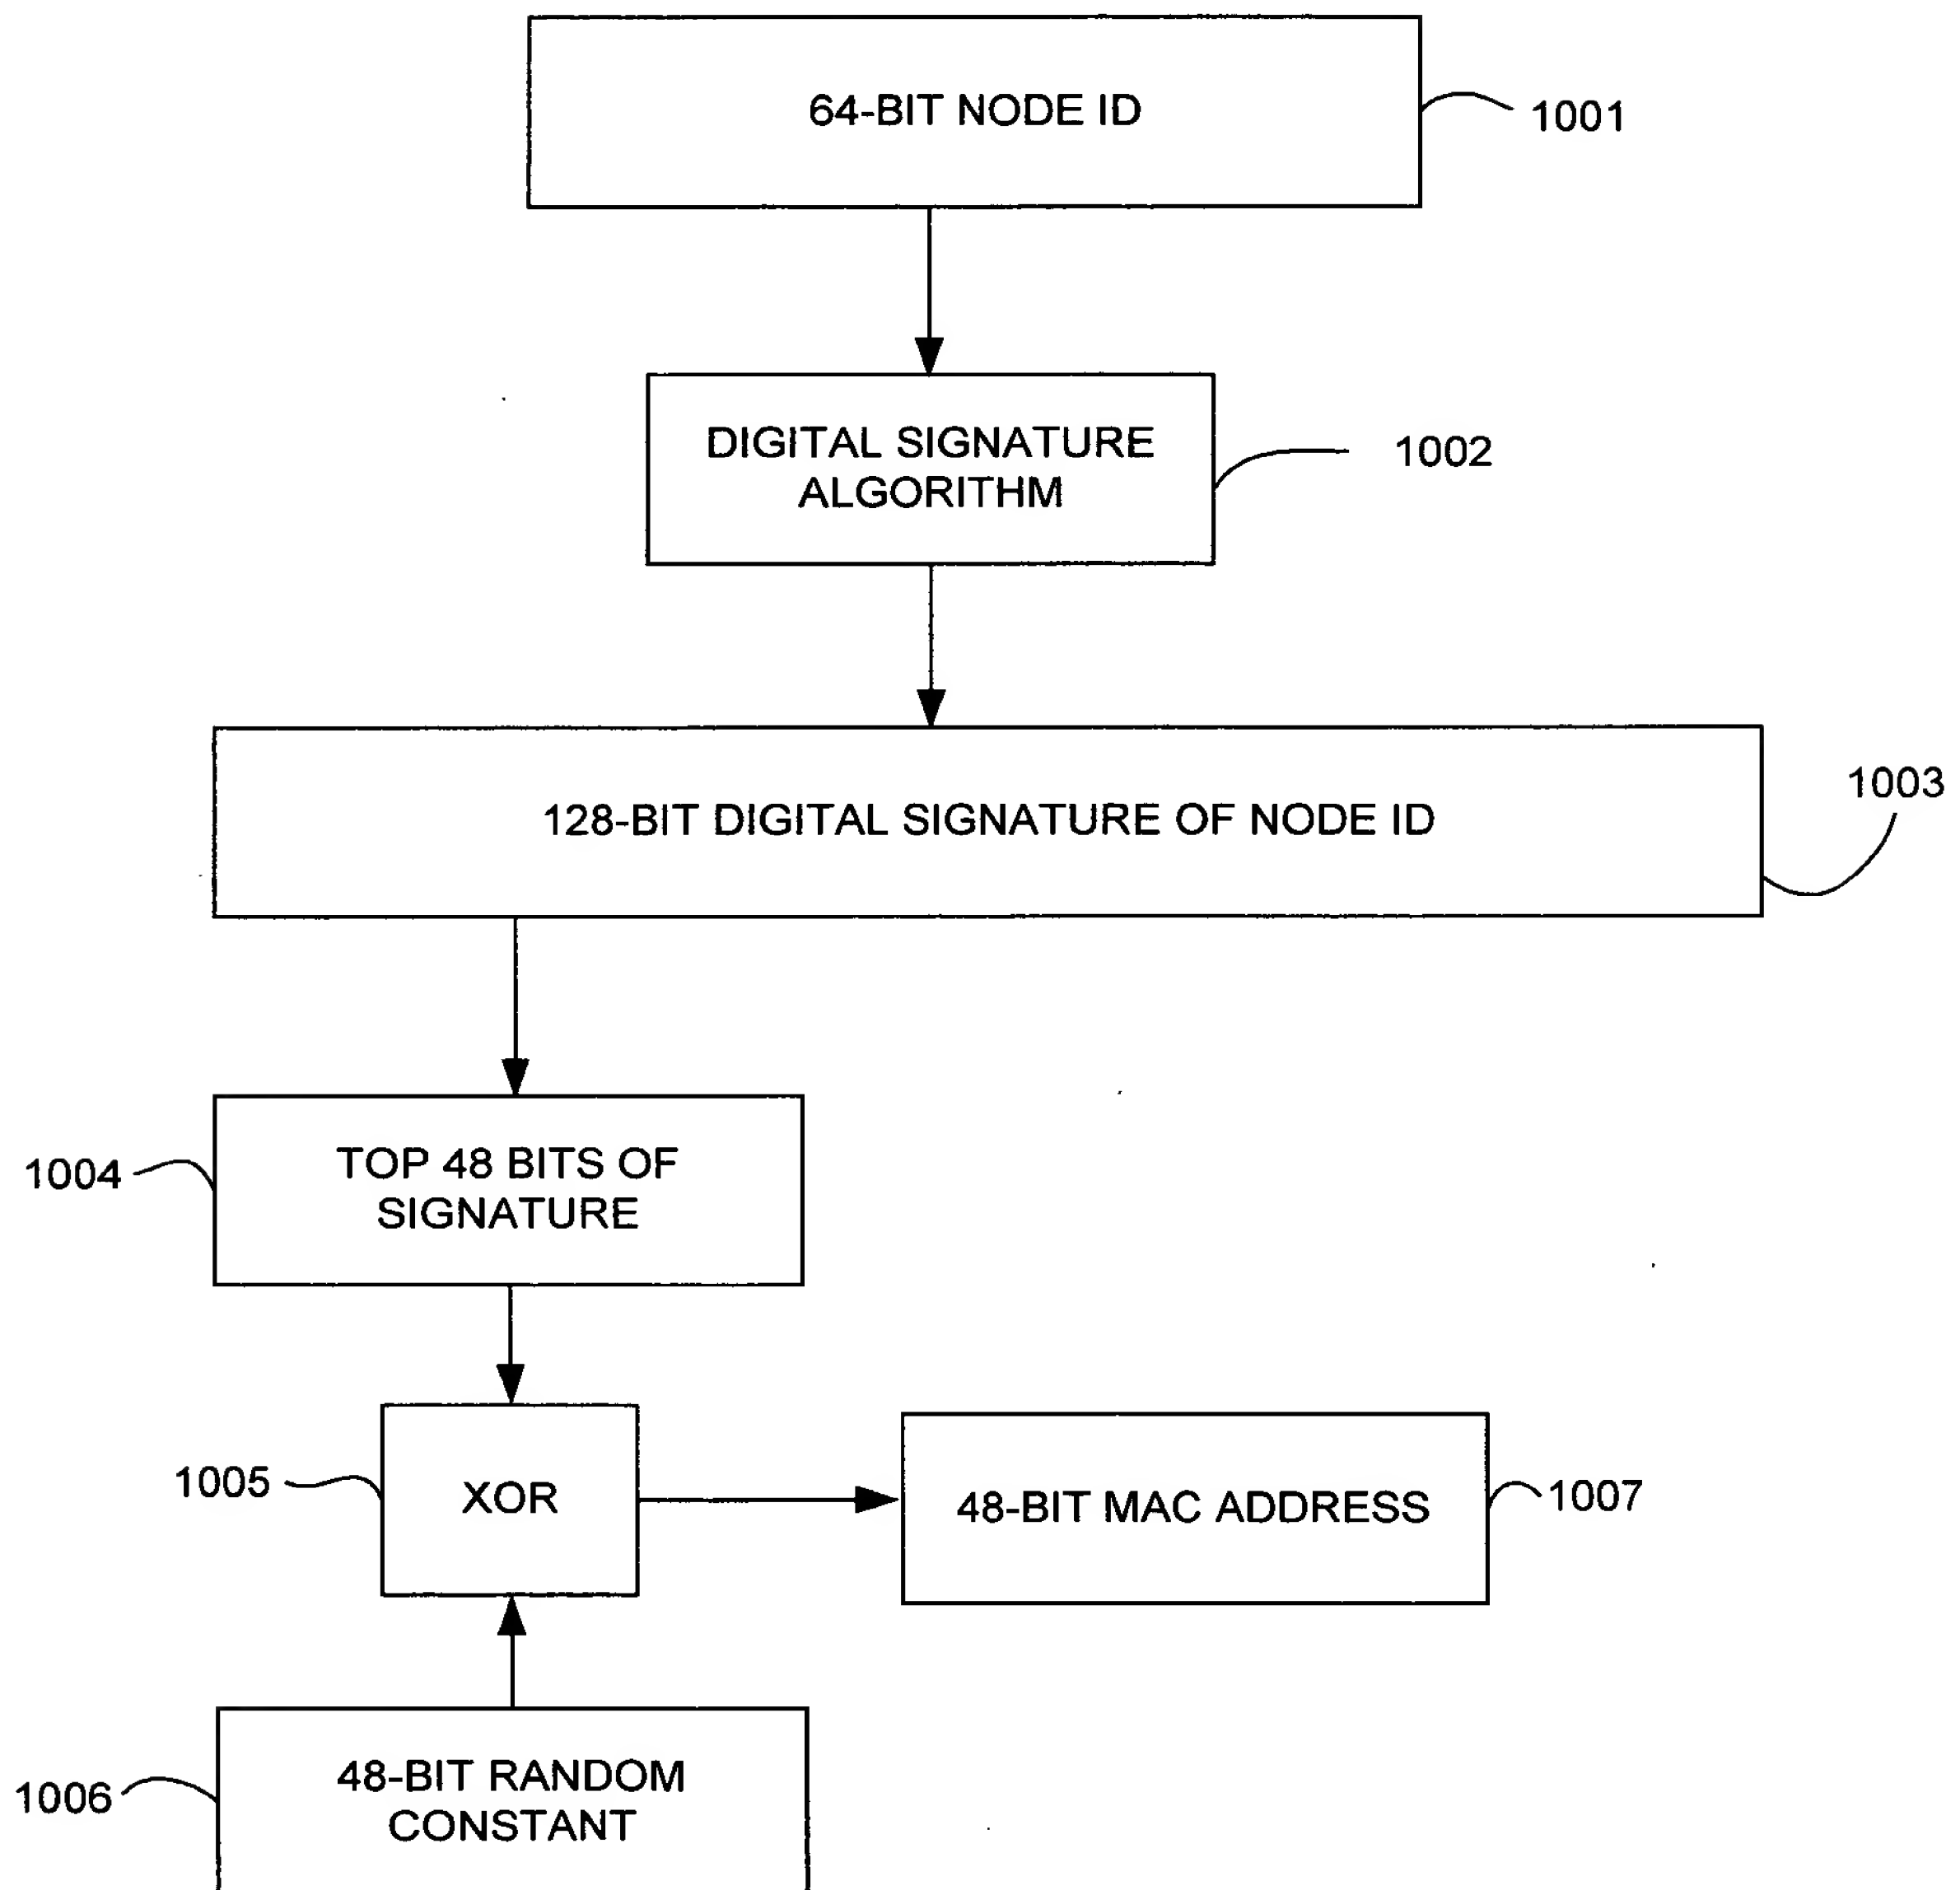 64-BIT NODE ID
1001
DIGITAL SIGNATURE
ALGORITHM
1002
128-BIT DIGITAL SIGNATURE OF NODE ID
1003
1004
TOP 48 BITS OF
SIGNATURE
1005
XOR
48-BIT MAC ADDRESS
1007
1006
48-BIT RANDOM
CONSTANT